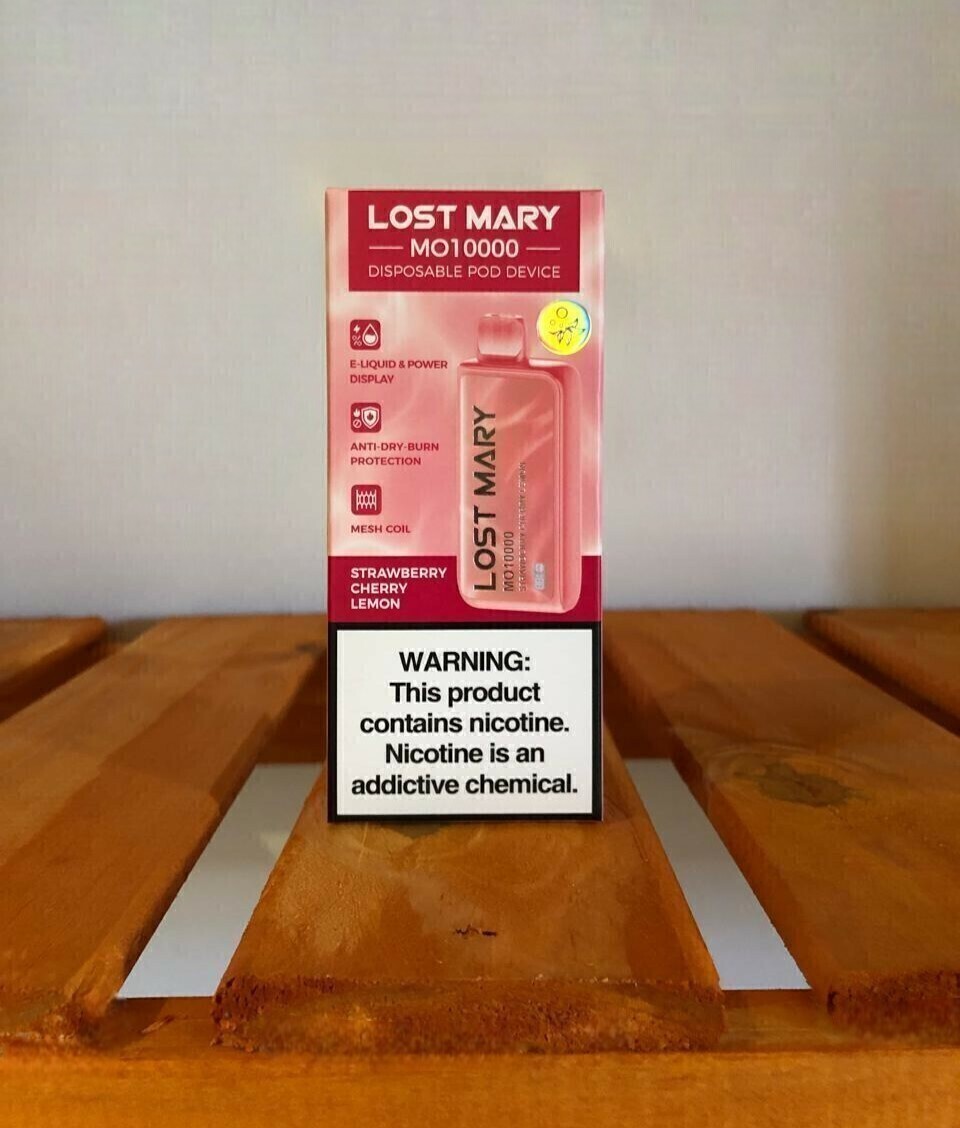 LOST MARY
MO10000
DISPOSABLE POD DEVICE
E-LIQUID & POWER
DISPLAY
ANTI-DRY-BURN
PROTECTION
MESH COIL
LOST MARY
MO10000
STRAWBERRY
CHERRY
LEMON
WARNING:
This product
contains nicotine.
Nicotine is an
addictive chemical.